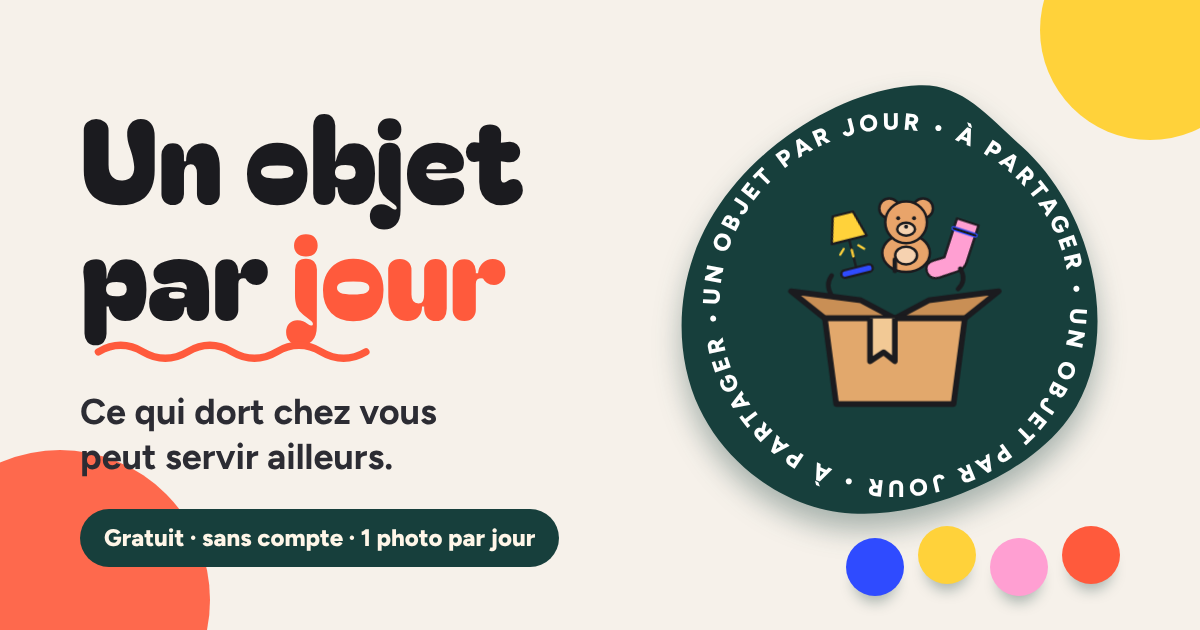 Un objet
par jour
Ce qui dort chez vous
peut servir ailleurs.
Gratuit · sans compte · 1 photo par jour
UN OBJET PAR JOUR • À PARTAGER • UN OBJET PAR JOUR • À PARTAGER •